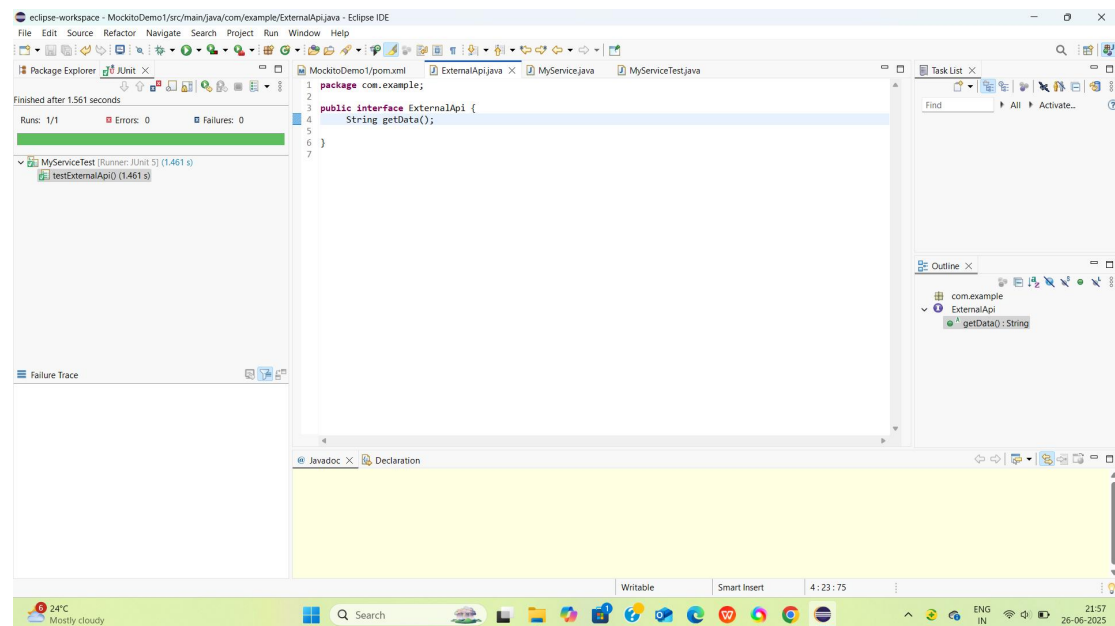 eclipse-workspace - MockitoDemo1/src/main/java/com/example/ExternalApi.java - Eclipse IDE
File Edit Source Refactor Navigate Search Project Run Window Help
Package Explorer JUnit
Finished after 1.561 seconds
Runs: 1/1 Errors: 0 Failures: 0
MyServiceTest [Runner: JUnit 5] (1.461 s)
testExternalApi() (1.461 s)
Failure Trace
MockitoDemo1/pom.xml ExternalApi.java MyService.java MyServiceTest.java
1 package com.example;
2
3 public interface ExternalApi {
4 String getData();
5
6 }
7
Task List
Find All Activate...
Outline
com.example
ExternalApi
getData() : String
@ Javadoc Declaration
Writable Smart Insert 4 : 23 : 75
6 24°C
Mostly cloudy
Search
ENG
IN
21:57
26-06-2025